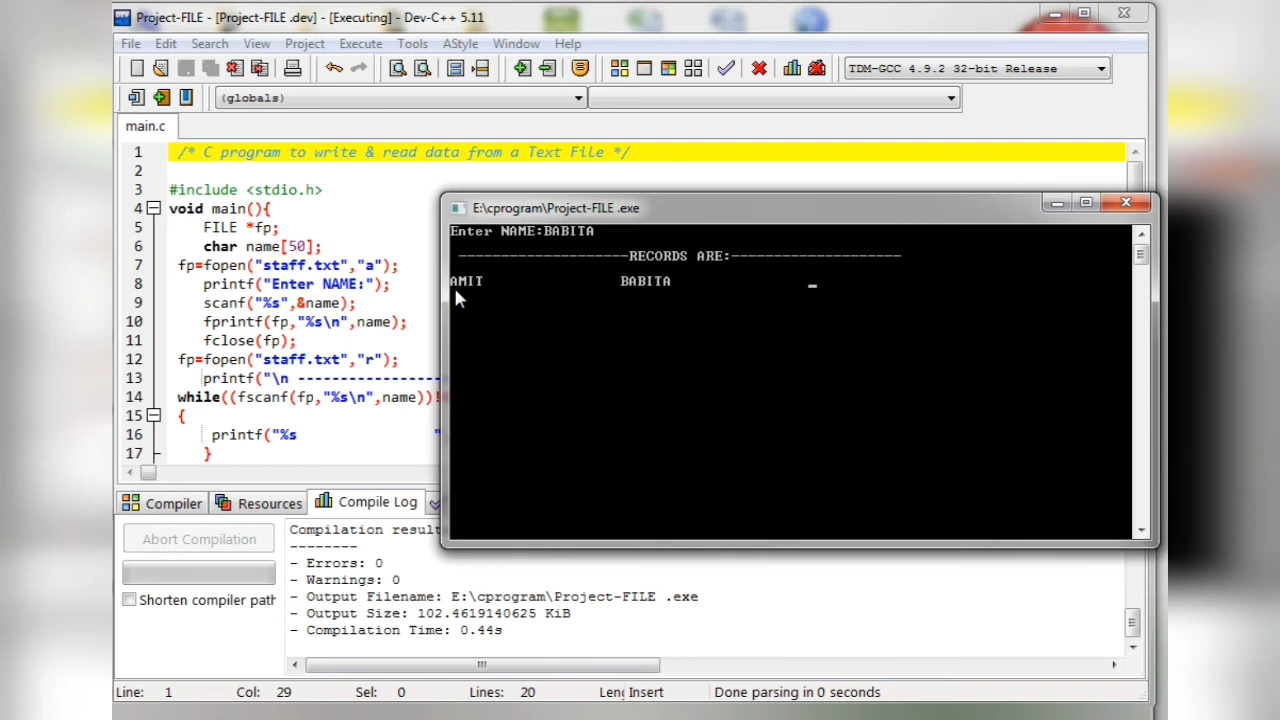 Project-FILE - [Project-FILE .dev] - [Executing] - Dev-C++ 5.11
File Edit Search View Project Execute Tools AStyle Window Help
TDM-GCC 4.9.2 32-bit Release
(globals)
main.c
1 /* C program to write & read data from a Text File */
2
3 #include <stdio.h>
4 void main(){
5 FILE *fp;
6 char name[50];
7 fp=fopen("staff.txt","a");
8 printf("Enter NAME:");
9 scanf("%s",&name);
10 fprintf(fp,"%s\n",name);
11 fclose(fp);
12 fp=fopen("staff.txt","r");
13 printf("\n -----------------
14 while((fscanf(fp,"%s\n",name))!
15 {
16 printf("%s "
17 }
E:\cprogram\Project-FILE .exe
Enter NAME:BABITA
--------------------RECORDS ARE:--------------------
AMIT BABITA _
Compiler Resources Compile Log
Abort Compilation
Shorten compiler path
Compilation result
--------
- Errors: 0
- Warnings: 0
- Output Filename: E:\cprogram\Project-FILE .exe
- Output Size: 102.4619140625 KiB
- Compilation Time: 0.44s
Line: 1 Col: 29 Sel: 0 Lines: 20 Leng Insert Done parsing in 0 seconds